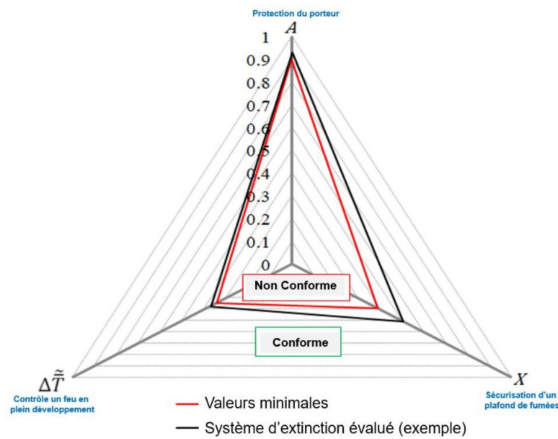 Protection du porteur
A
1
0.9
0.8
0.7
0.6
0.5
0.4
0.3
0.2
0.1
0
Non Conforme
Conforme
ΔT̿̃
X
Contrôle un feu en
plein développement
Sécurisation d'un
plafond de fumées
Valeurs minimales
Système d'extinction évalué (exemple)